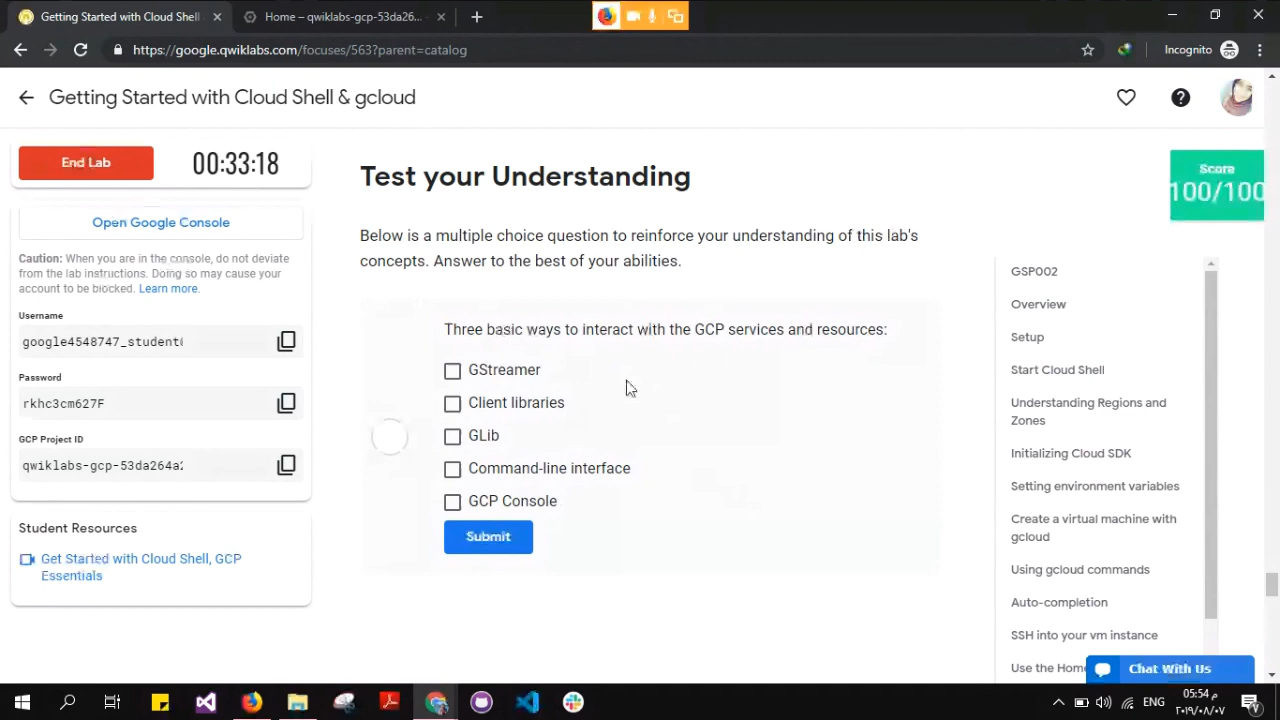 Getting Started with Cloud Shell
Home – qwiklabs-gcp-53da26...
https://google.qwiklabs.com/focuses/563?parent=catalog
Incognito
Getting Started with Cloud Shell & gcloud
End Lab
00:33:18
Open Google Console
Caution: When you are in the console, do not deviate
from the lab instructions. Doing so may cause your
account to be blocked. Learn more.
Username
google4548747_student
Password
rkhc3cm627F
GCP Project ID
qwiklabs-gcp-53da264a
Student Resources
Get Started with Cloud Shell, GCP
Essentials
Test your Understanding
Below is a multiple choice question to reinforce your understanding of this lab's
concepts. Answer to the best of your abilities.
Three basic ways to interact with the GCP services and resources:
GStreamer
Client libraries
GLib
Command-line interface
GCP Console
Submit
Score
100/100
GSP002
Overview
Setup
Start Cloud Shell
Understanding Regions and
Zones
Initializing Cloud SDK
Setting environment variables
Create a virtual machine with
gcloud
Using gcloud commands
Auto-completion
SSH into your vm instance
Use the Home
Chat With Us
ENG
05:54 م
٢٠١٩/٠٨/٠٧